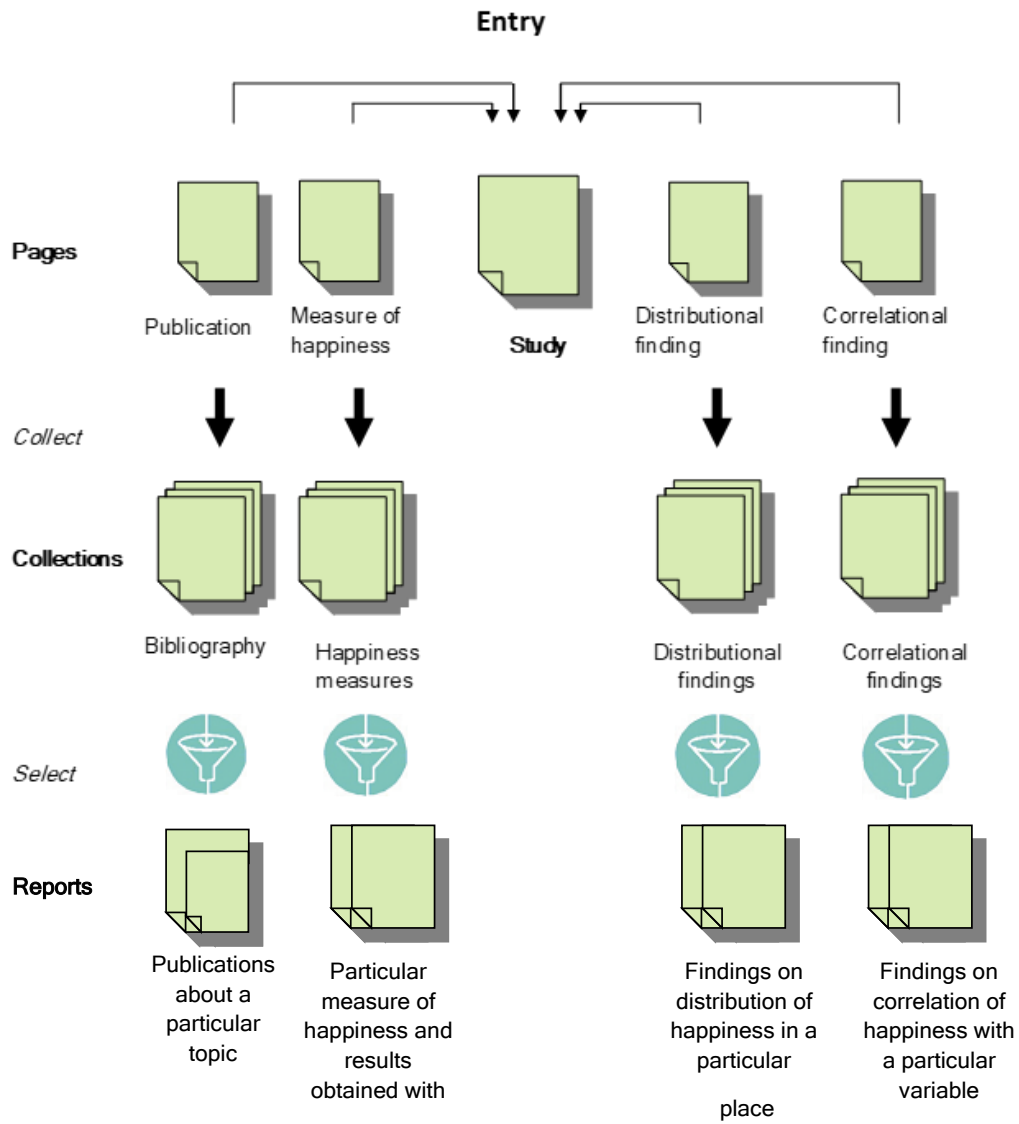 Entry
Pages
Publication
Measure of
happiness
Study
Distributional
finding
Correlational
finding
Collect
Collections
Bibliography
Happiness
measures
Distributional
findings
Correlational
findings
Select
Reports
Publications
about a
particular
topic
Particular
measure of
happiness and
results
obtained with
Findings on
distribution of
happiness in a
particular
place
Findings on
correlation of
happiness with
a particular
variable